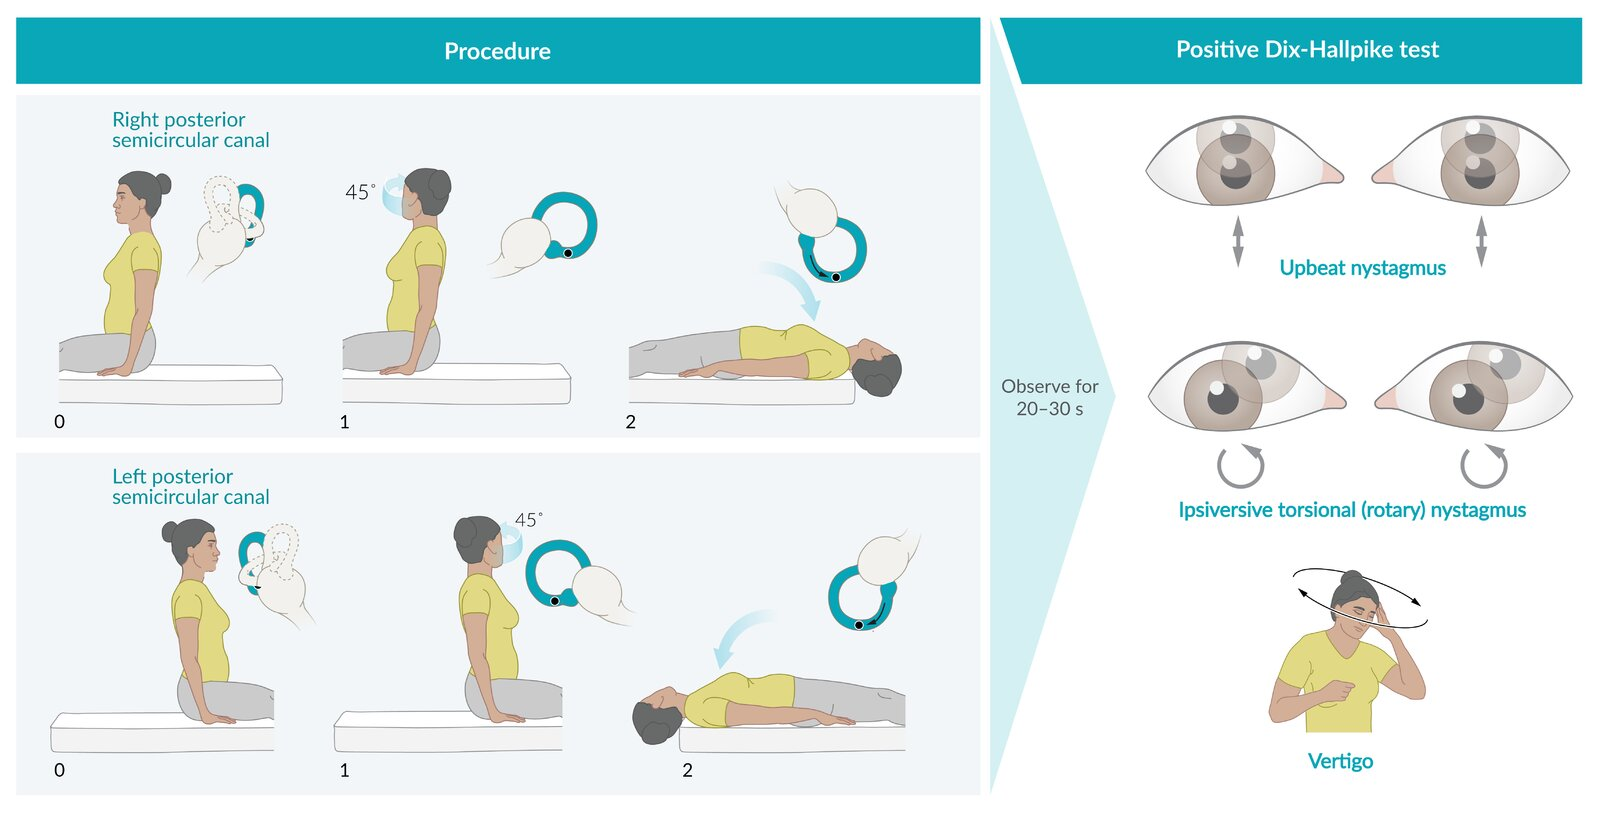 Procedure
Positive Dix-Hallpike test
Right posterior
semicircular canal
45°
0
1
2
Left posterior
semicircular canal
45°
0
1
2
Observe for
20–30 s
Upbeat nystagmus
Ipsiversive torsional (rotary) nystagmus
Vertigo